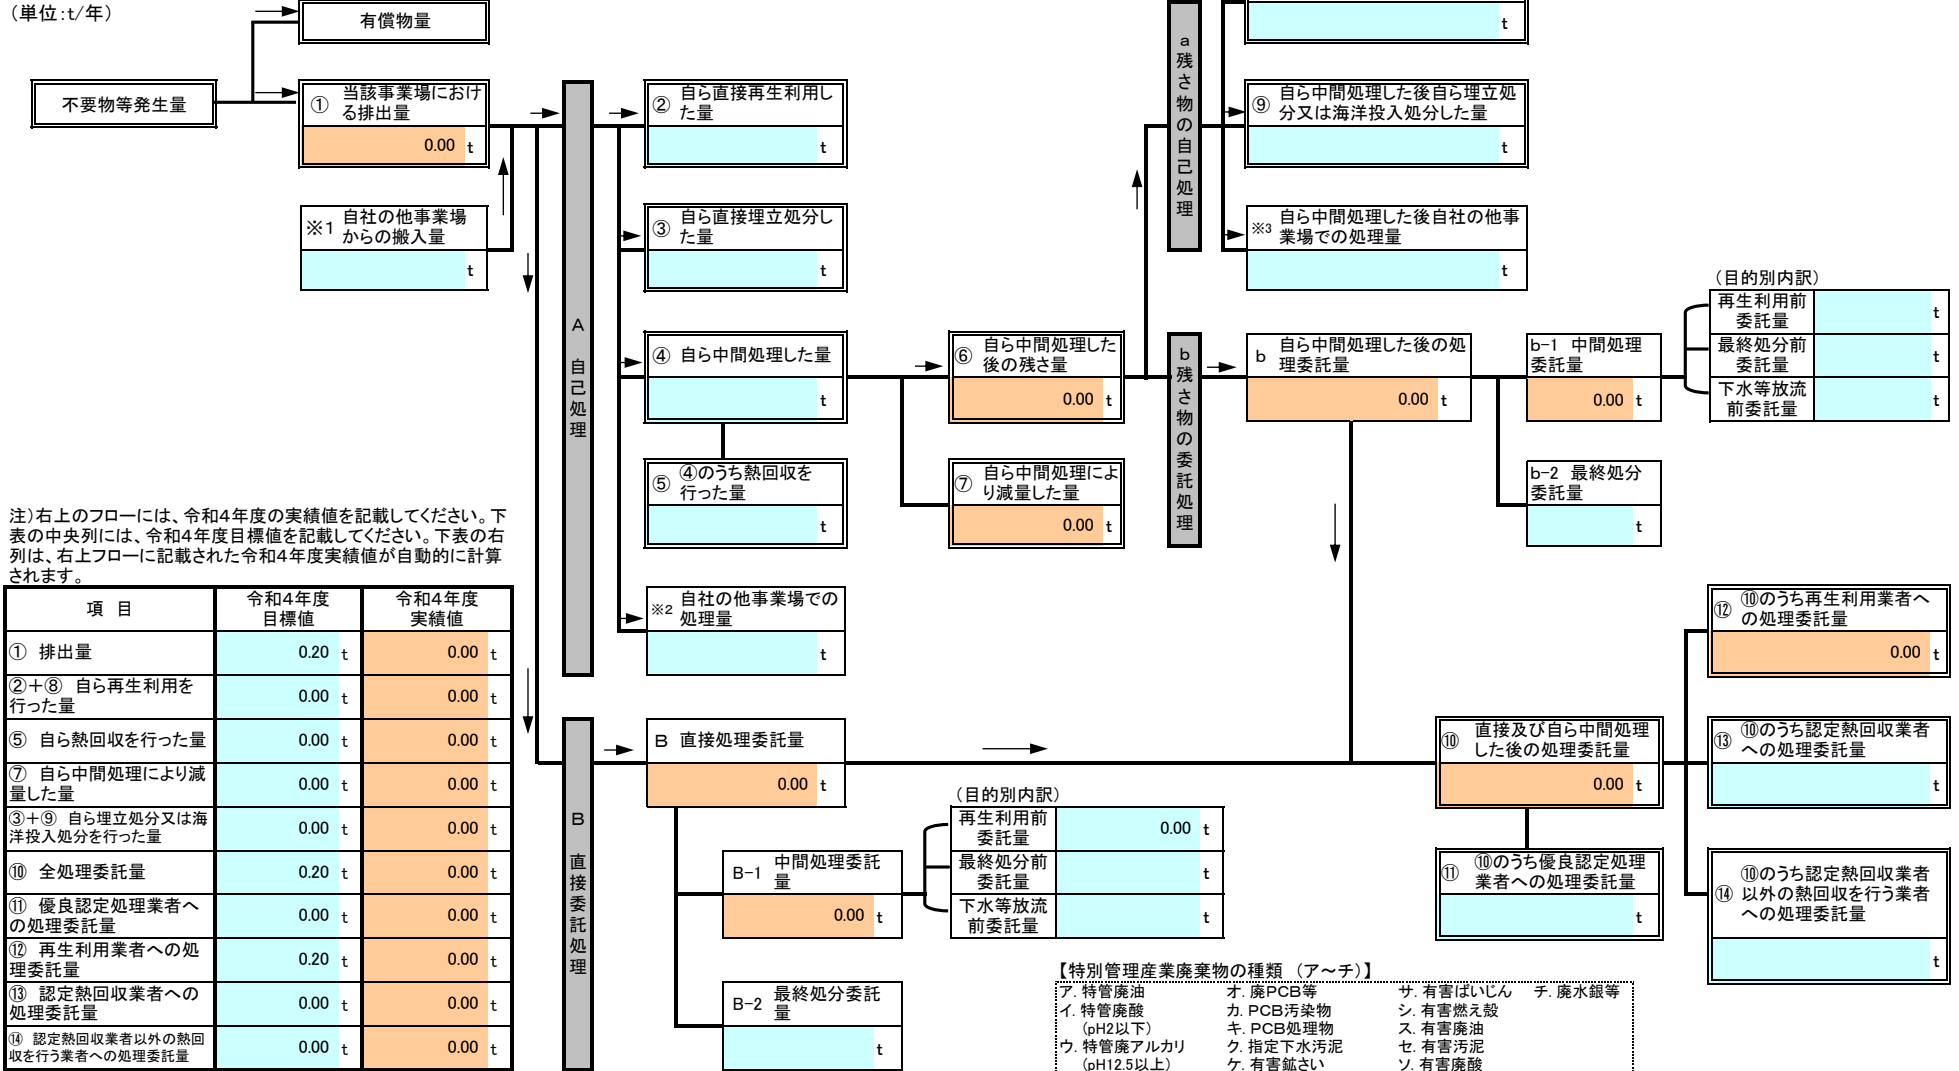 （単位：t/年）
有償物量
t
不要物等発生量
① 当該事業場におけ
る排出量
0.00 t
※1 自社の他事業場
からの搬入量
t
A 自己処理
② 自ら直接再生利用し
た量
t
③ 自ら直接埋立処分し
た量
t
④ 自ら中間処理した量
t
⑤ ④のうち熱回収を
行った量
t
※2 自社の他事業場での
処理量
t
⑥ 自ら中間処理した
後の残さ量
0.00 t
⑦ 自ら中間処理によ
り減量した量
0.00 t
a 残さ物の自己処理
⑨ 自ら中間処理した後自ら埋立処
分又は海洋投入処分した量
t
※3 自ら中間処理した後自社の他事
業場での処理量
t
b 残さ物の委託処理
b 自ら中間処理した後の処
理委託量
0.00 t
b-1 中間処理
委託量
0.00 t
（目的別内訳）
再生利用前
委託量 t
最終処分前
委託量 t
下水等放流
前委託量 t
b-2 最終処分
委託量
t
注）右上のフローには、令和4年度の実績値を記載してください。下
表の中央列には、令和4年度目標値を記載してください。下表の右
列は、右上フローに記載された令和4年度実績値が自動的に計算
されます。
項 目 令和4年度
目標値 令和4年度
実績値
① 排出量 0.20 t 0.00 t
②＋⑧ 自ら再生利用を
行った量 0.00 t 0.00 t
⑤ 自ら熱回収を行った量 0.00 t 0.00 t
⑦ 自ら中間処理により減
量した量 0.00 t 0.00 t
③＋⑨ 自ら埋立処分又は海
洋投入処分を行った量 0.00 t 0.00 t
⑩ 全処理委託量 0.20 t 0.00 t
⑪ 優良認定処理業者へ
の処理委託量 0.00 t 0.00 t
⑫ 再生利用業者への処
理委託量 0.20 t 0.00 t
⑬ 認定熱回収業者への
処理委託量 0.00 t 0.00 t
⑭ 認定熱回収業者以外の熱回
収を行う業者への処理委託量 0.00 t 0.00 t
B 直接委託処理
B 直接処理委託量
0.00 t
B-1 中間処理委託
量
0.00 t
（目的別内訳）
再生利用前
委託量 0.00 t
最終処分前
委託量 t
下水等放流
前委託量 t
B-2 最終処分委託
量
t
⑩ 直接及び自ら中間処理
した後の処理委託量
0.00 t
⑪ ⑩のうち優良認定処理
業者への処理委託量
t
⑫ ⑩のうち再生利用業者へ
の処理委託量
0.00 t
⑬ ⑩のうち認定熱回収業者
への処理委託量
t
⑭ ⑩のうち認定熱回収業者
以外の熱回収を行う業者
への処理委託量
t
【特別管理産業廃棄物の種類 （ア～チ）】
ア. 特管廃油 オ. 廃PCB等 サ. 有害ばいじん チ. 廃水銀等
イ. 特管廃酸 カ. PCB汚染物 シ. 有害燃え殻
（pH2以下） キ. PCB処理物 ス. 有害廃油
ウ. 特管廃アルカリ ク. 指定下水汚泥 セ. 有害汚泥
（pH12.5以上） ケ. 有害鉱さい ソ. 有害廃酸